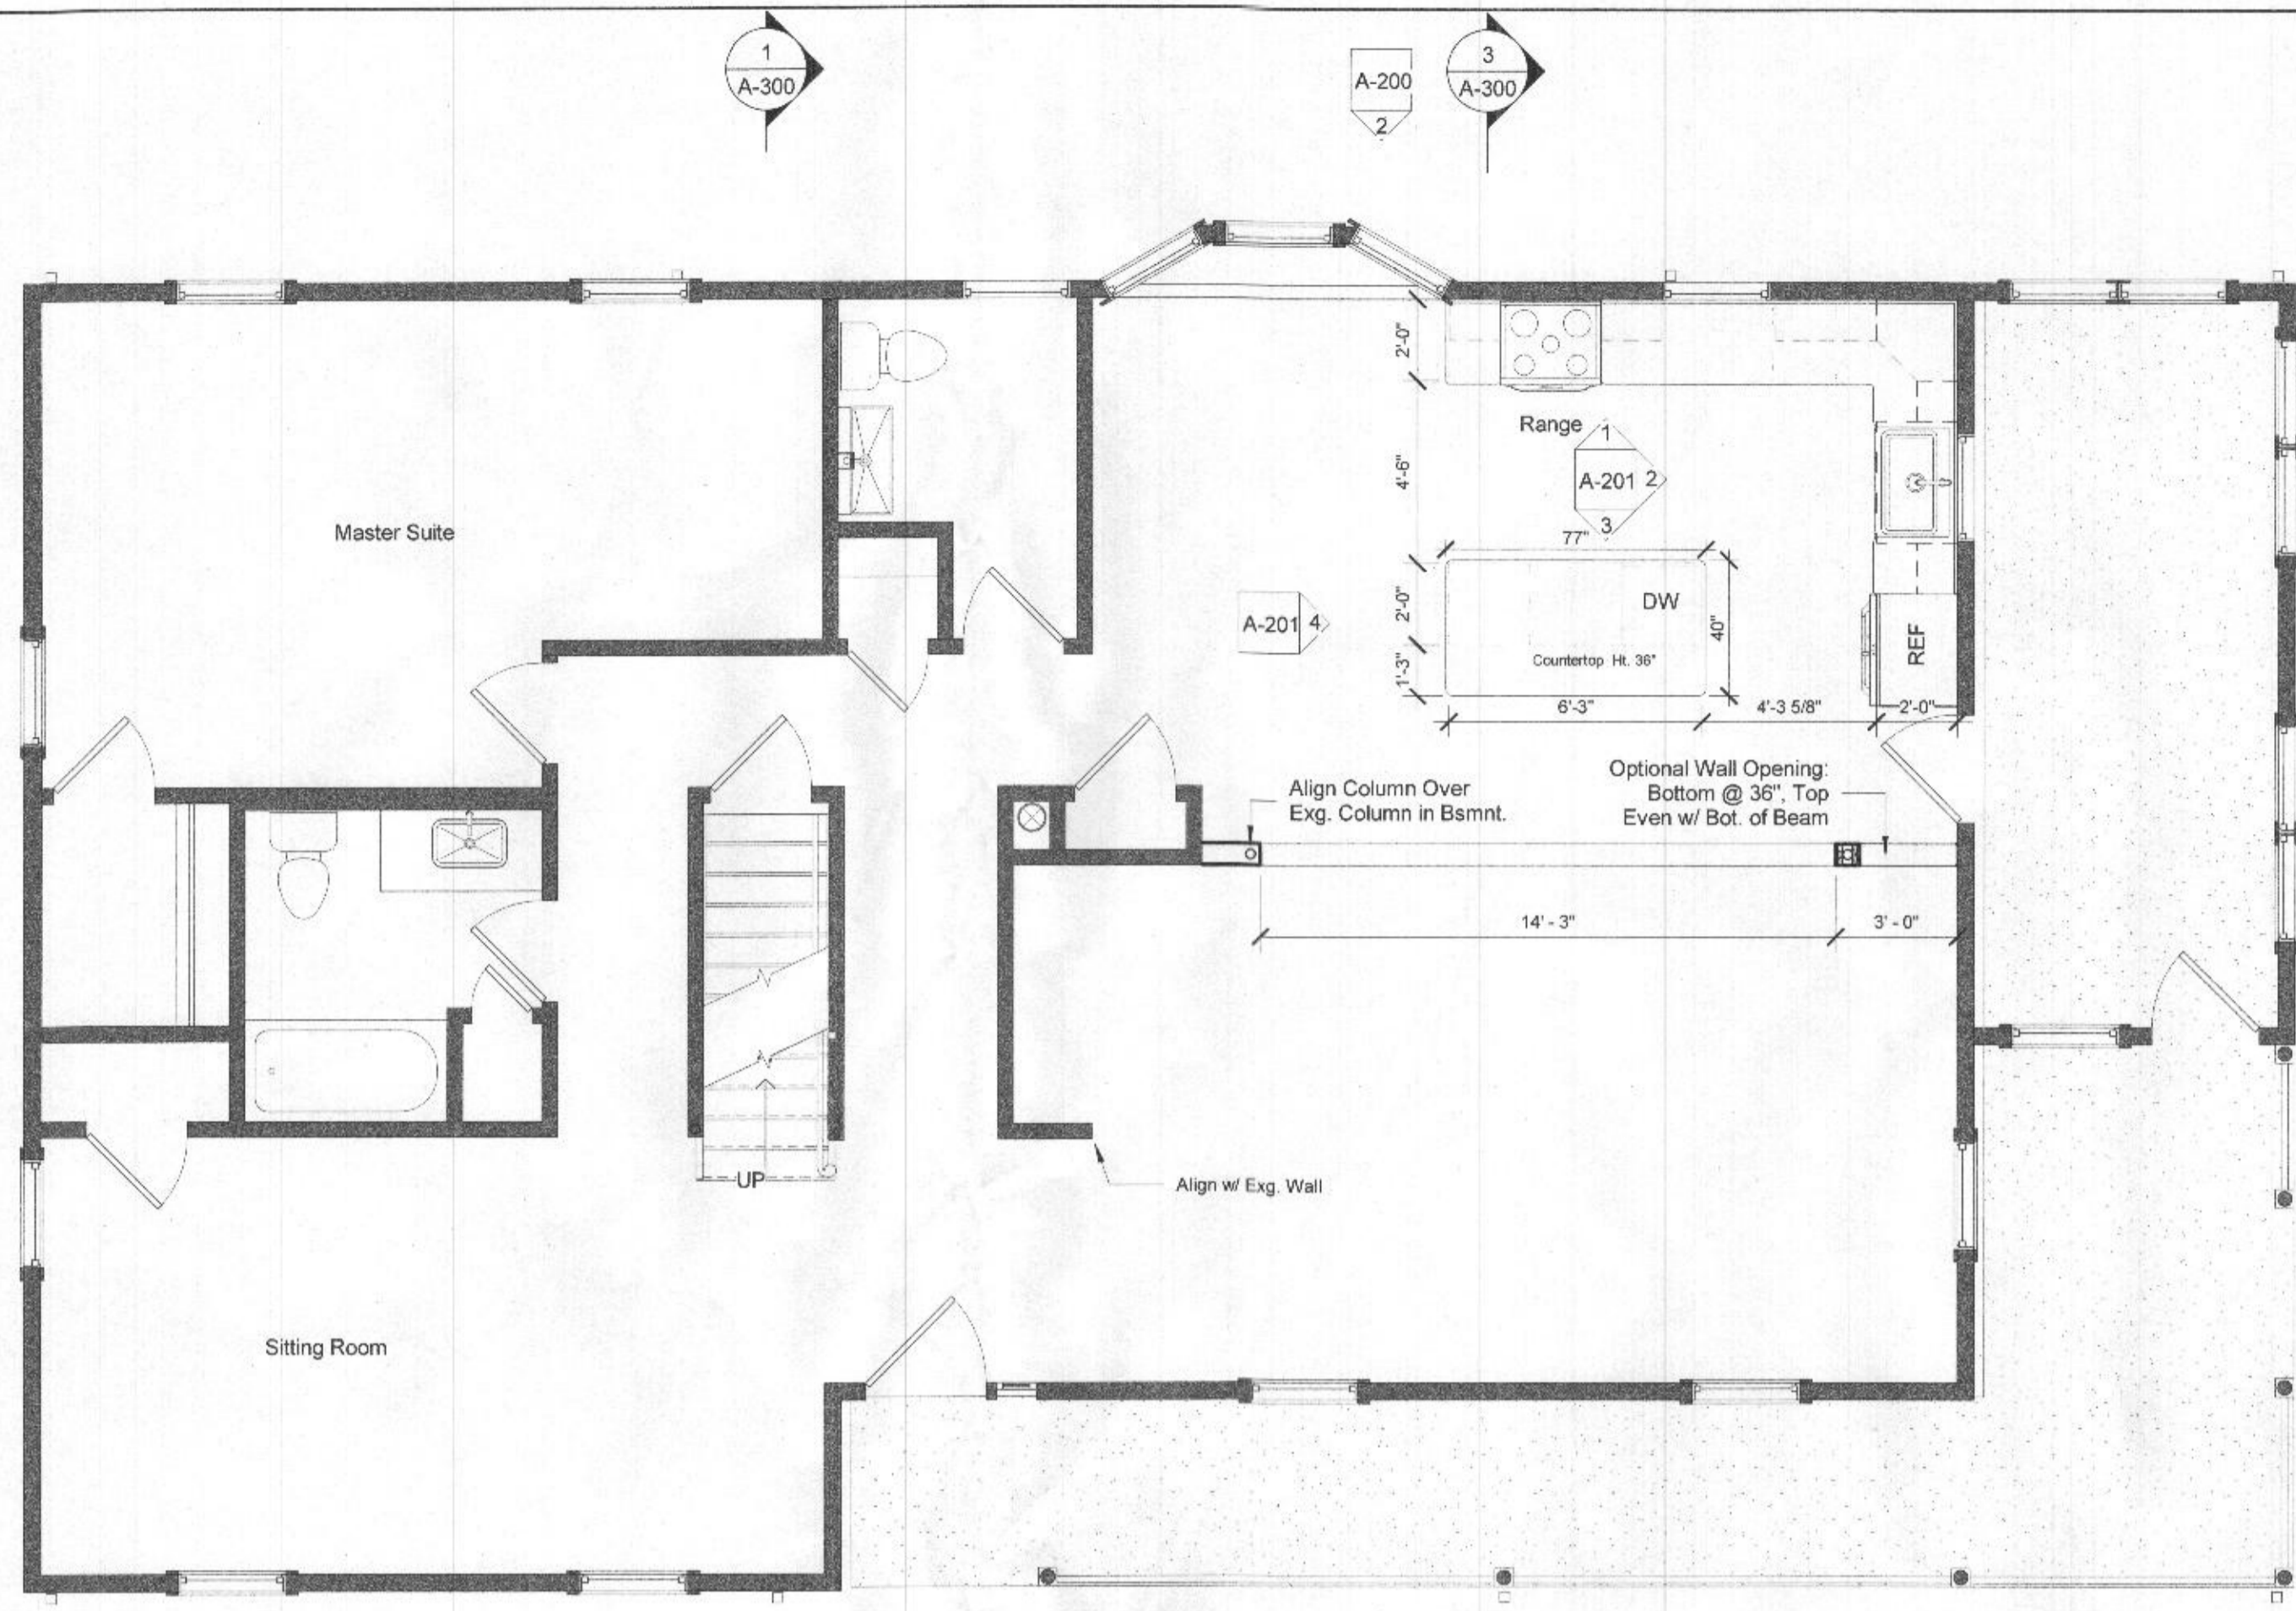 1
A-300
A-200
2
3
A-300
2'-0"
Range
1
A-201 2
3
4'-6"
77"
Master Suite
DW
A-201 4
2'-0"
40"
REF
Countertop Ht. 36"
1'-3"
6'-3"
4'-3 5/8"
2'-0"
Align Column Over
Exg. Column in Bsmnt.
Optional Wall Opening:
Bottom @ 36", Top
Even w/ Bot. of Beam
14' - 3"
3' - 0"
UP
Align w/ Exg. Wall
Sitting Room